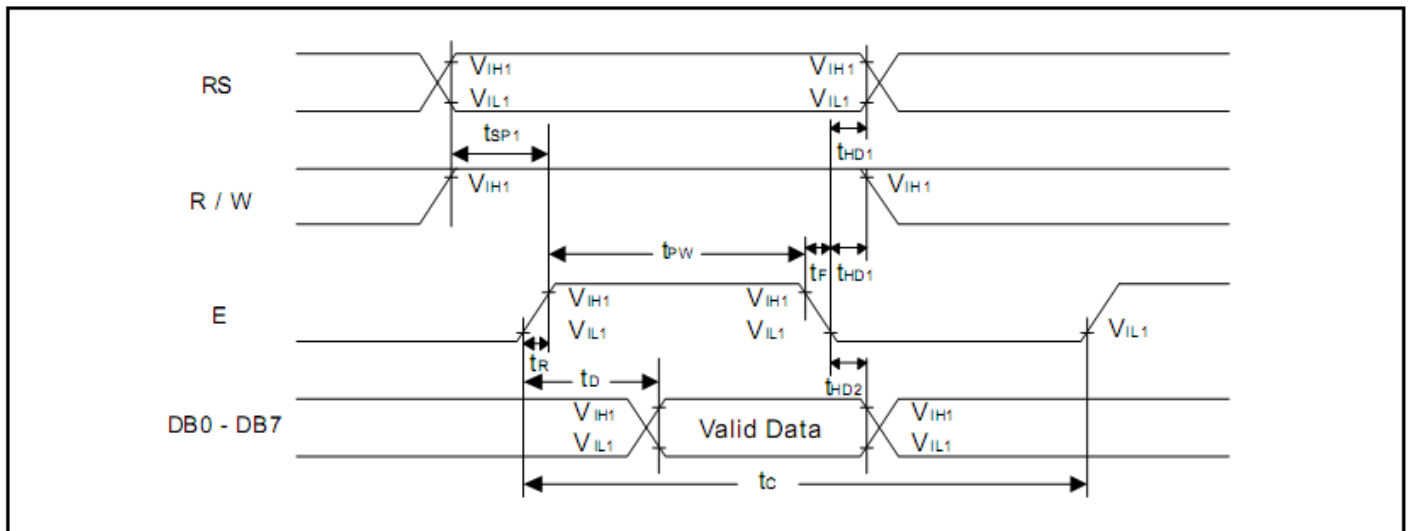 RS
VIH1 VIH1
VIL1 VIL1
tSP1 tHD1
R / W VIH1 VIH1
tPW tF tHD1
E VIH1 VIH1
VIL1 VIL1 VIL1
tR
tD tHD2
DB0 - DB7 VIH1 Valid Data VIH1
VIL1 VIL1
tC